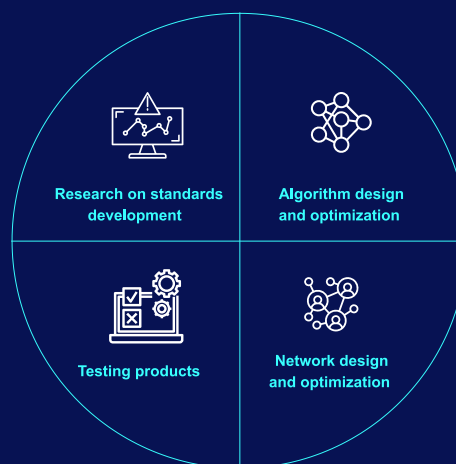 Research on standards
development
Algorithm design
and optimization
Testing products
Network design
and optimization